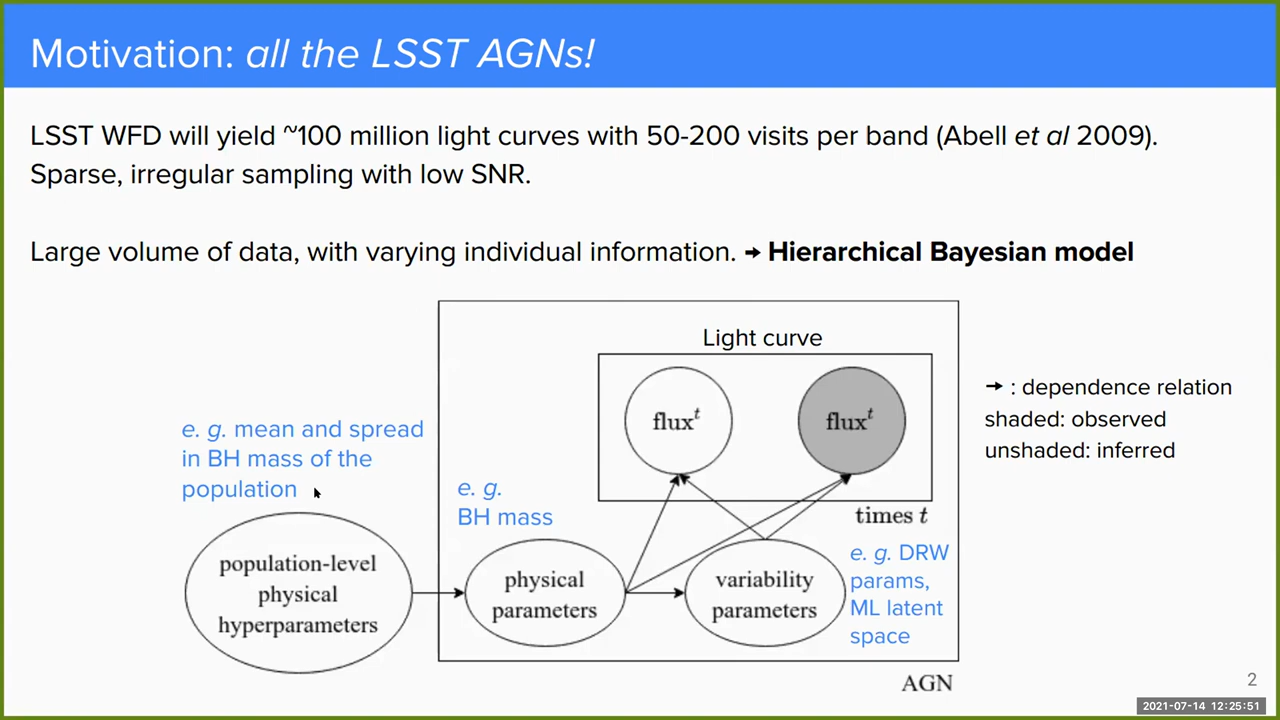 Motivation: all the LSST AGNs!
LSST WFD will yield ~100 million light curves with 50-200 visits per band (Abell et al 2009).
Sparse, irregular sampling with low SNR.
Large volume of data, with varying individual information. → Hierarchical Bayesian model
Light curve
flux^t
flux^t
times t
→ : dependence relation
shaded: observed
unshaded: inferred
e. g. mean and spread
in BH mass of the
population
e. g.
BH mass
population-level
physical
hyperparameters
physical
parameters
variability
parameters
e. g. DRW
params,
ML latent
space
AGN
2
2021-07-14 12:25:51